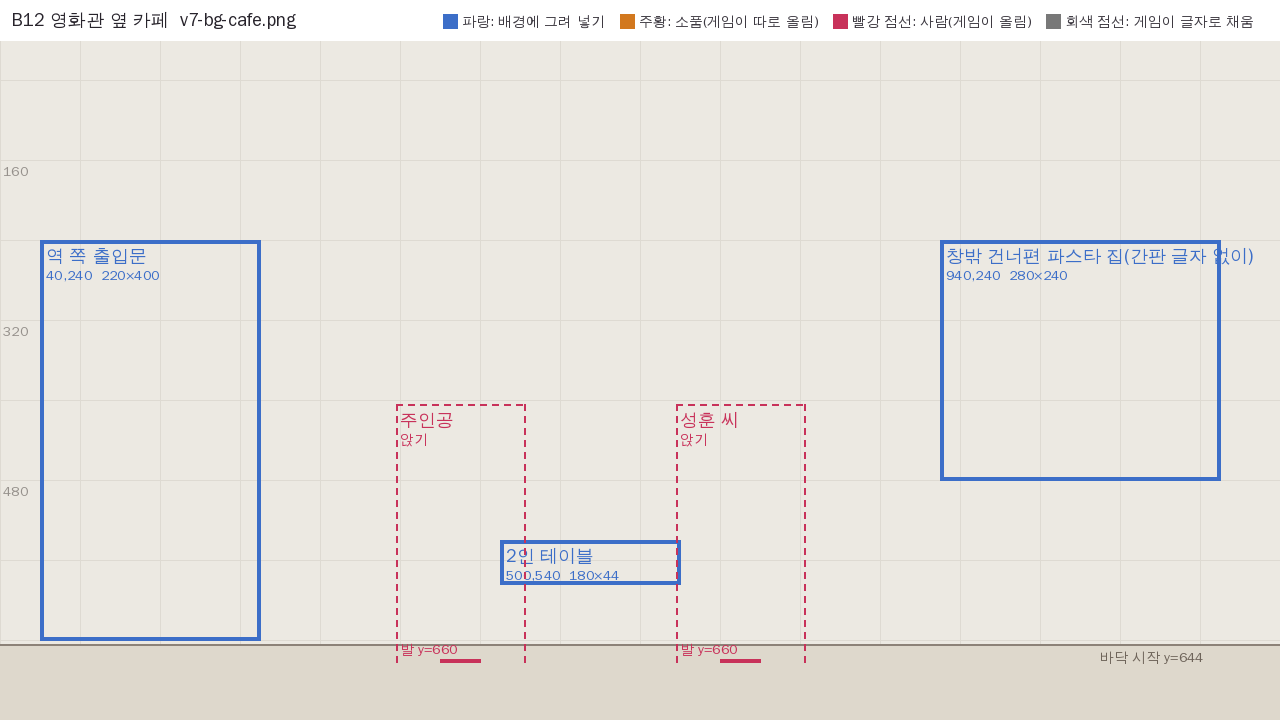 B12 영화관 옆 카페 v7-bg-cafe.png
파랑: 배경에 그려 넣기
주황: 소품(게임이 따로 올림)
빨강 점선: 사람(게임이 올림)
회색 점선: 게임이 글자로 채움
160
역 쪽 출입문
40,240 220×400
창밖 건너편 파스타 집(간판 글자 없이)
940,240 280×240
320
주인공
앉기
성훈 씨
앉기
480
2인 테이블
500,540 180×44
발 y=660
발 y=660
바닥 시작 y=644